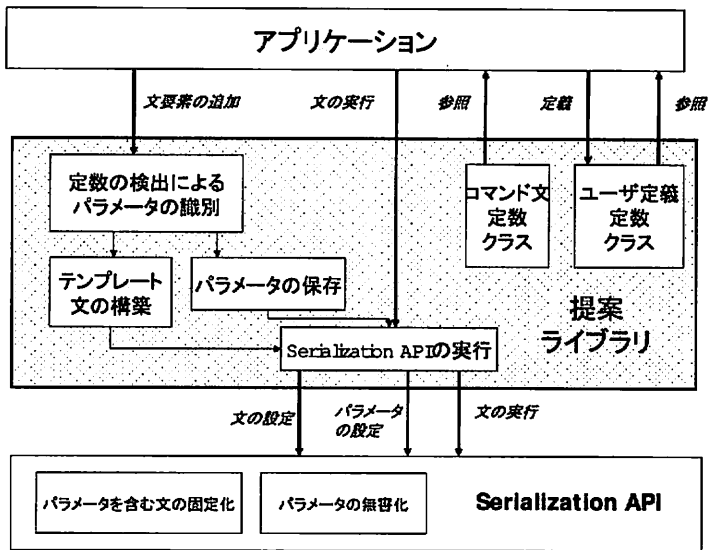 アプリケーション
文要素の追加
文の実行
参照
定義
参照
定数の検出による
パラメータの識別
コマンド文
定数
クラス
ユーザ定義
定数
クラス
テンプレート
文の構築
パラメータの保存
提案
ライブラリ
Serialization APIの実行
文の設定
パラメータ
の設定
文の実行
パラメータを含む文の固定化
パラメータの無害化
Serialization API